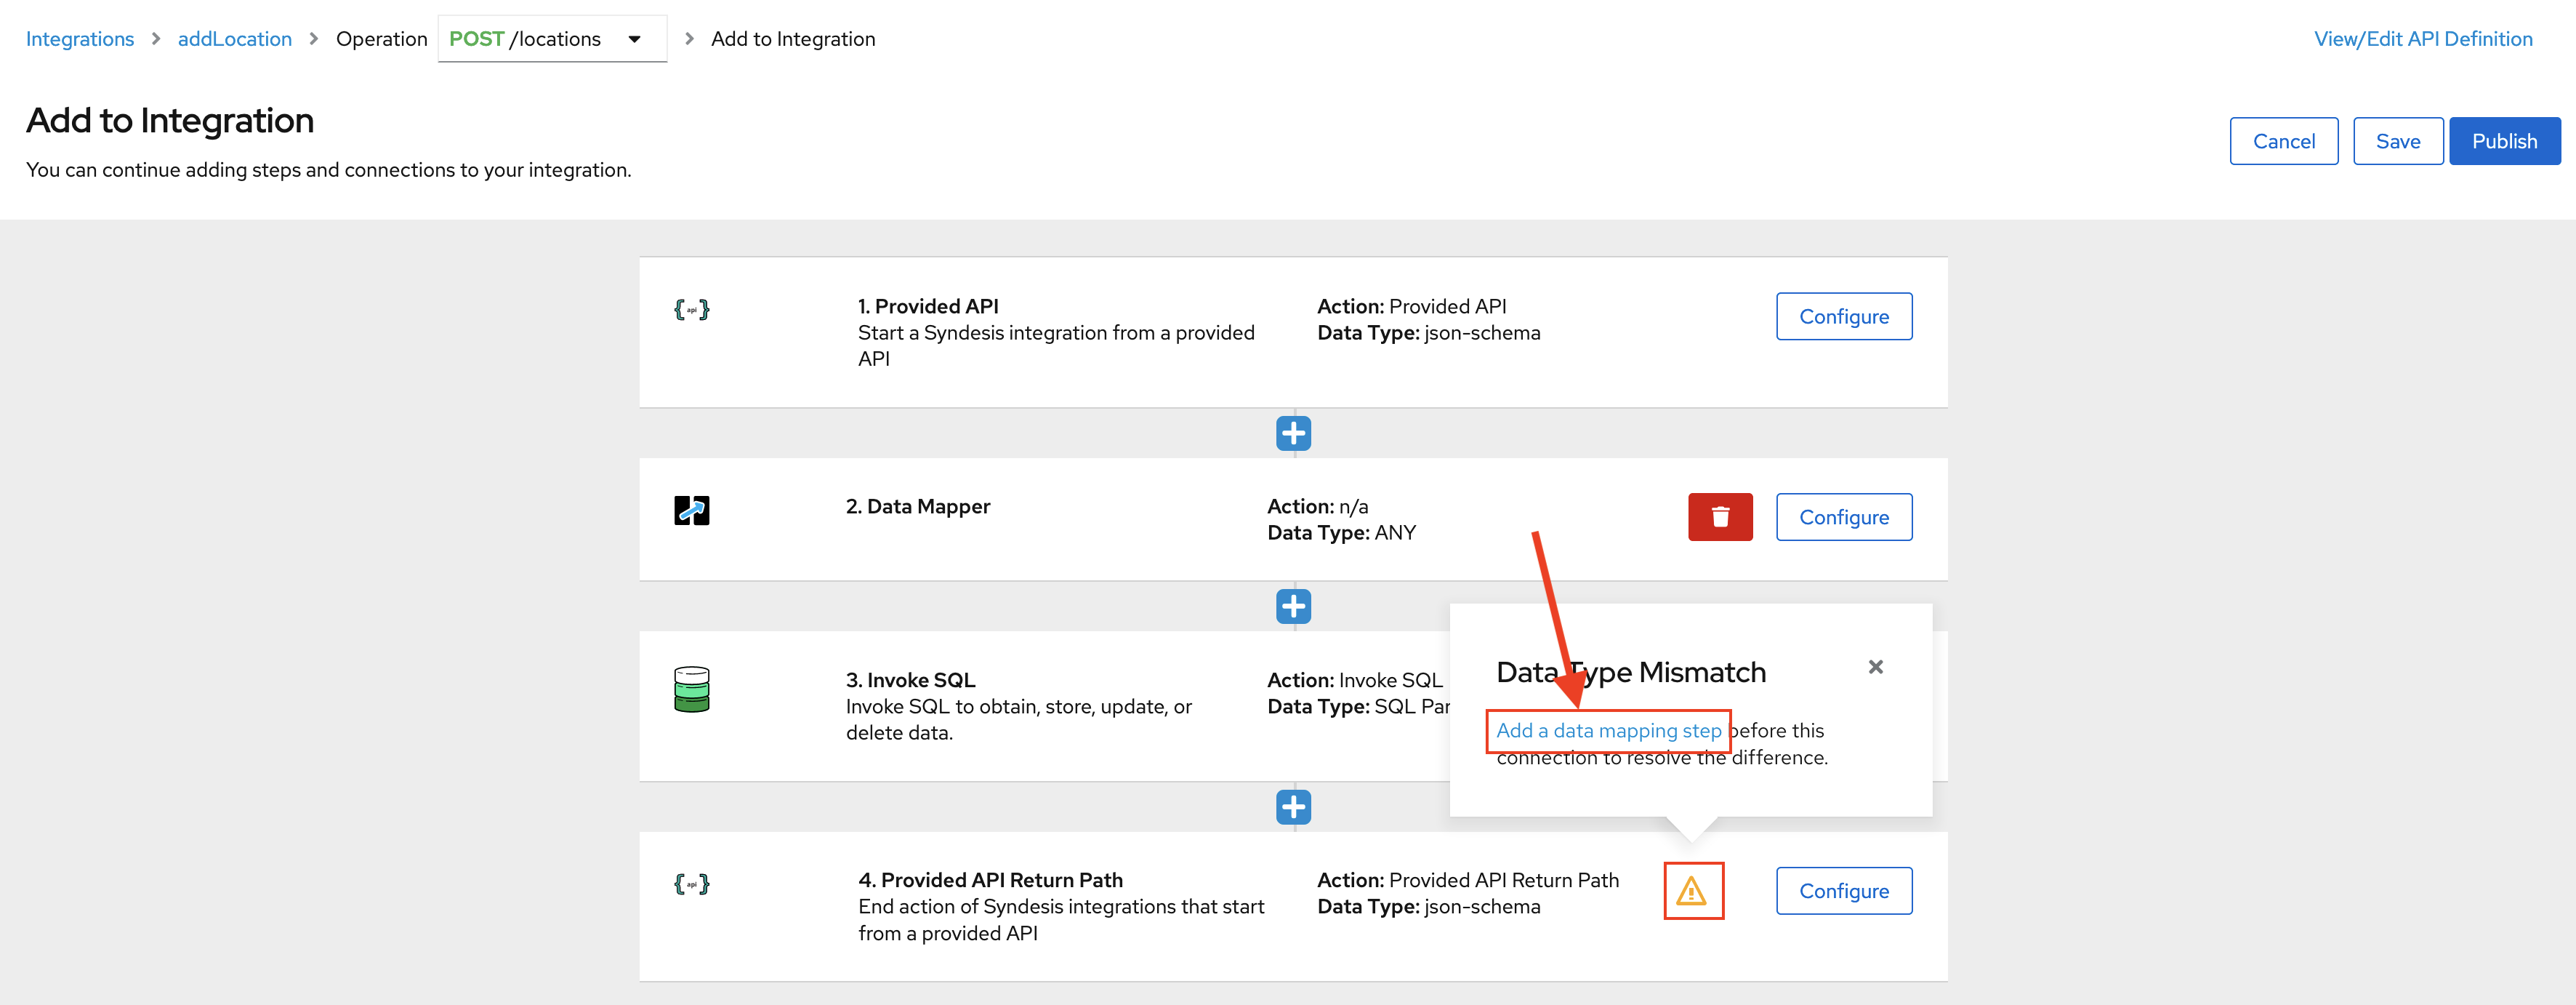 Integrations > addLocation > Operation POST /locations > Add to Integration
View/Edit API Definition
Add to Integration
You can continue adding steps and connections to your integration.
Cancel
Save
Publish
{api}
1. Provided API
Start a Syndesis integration from a provided
API
Action: Provided API
Data Type: json-schema
Configure
2. Data Mapper
Action: n/a
Data Type: ANY
Configure
3. Invoke SQL
Invoke SQL to obtain, store, update, or
delete data.
Action: Invoke SQL
Data Type: SQL Par
Data Type Mismatch
Add a data mapping step before this
connection to resolve the difference.
{api}
4. Provided API Return Path
End action of Syndesis integrations that start
from a provided API
Action: Provided API Return Path
Data Type: json-schema
Configure